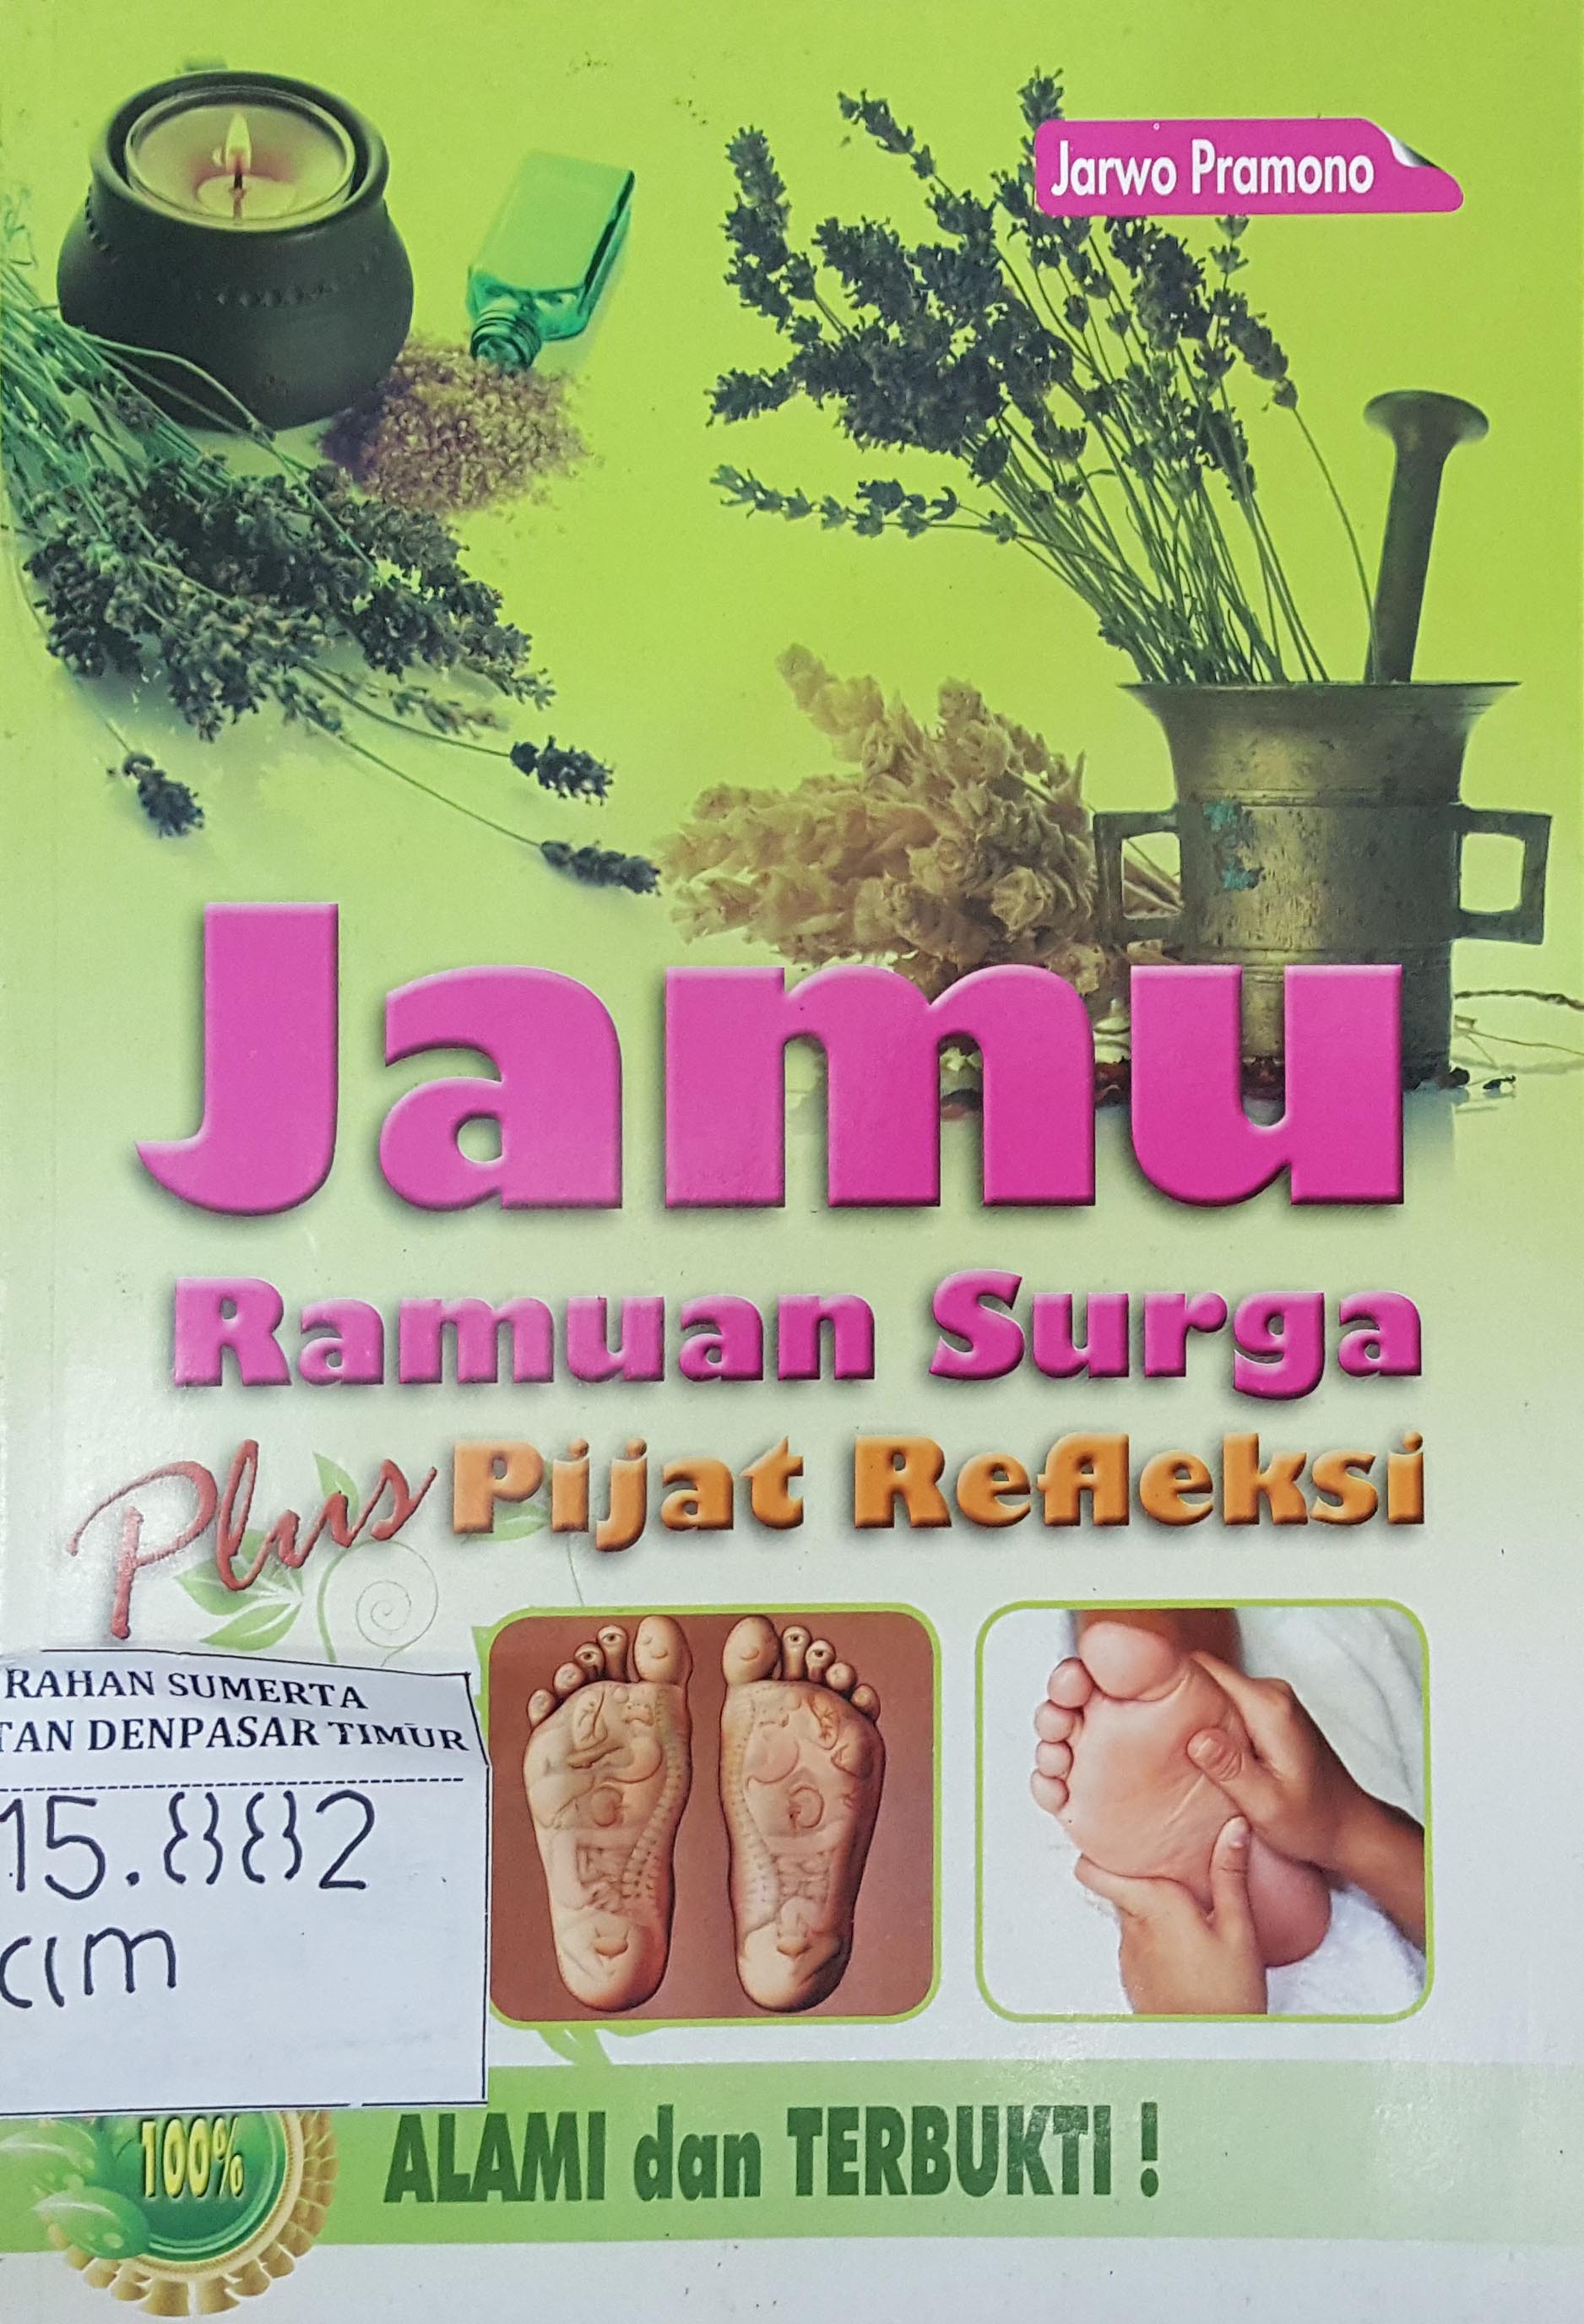 Jarwo Pramono
Jamu
Ramuan Surga
Plus Pijat Refleksi
RAHAN SUMERTA
TAN DENPASAR TIMUR
15.882
cim
100%
ALAMI dan TERBUKTI !